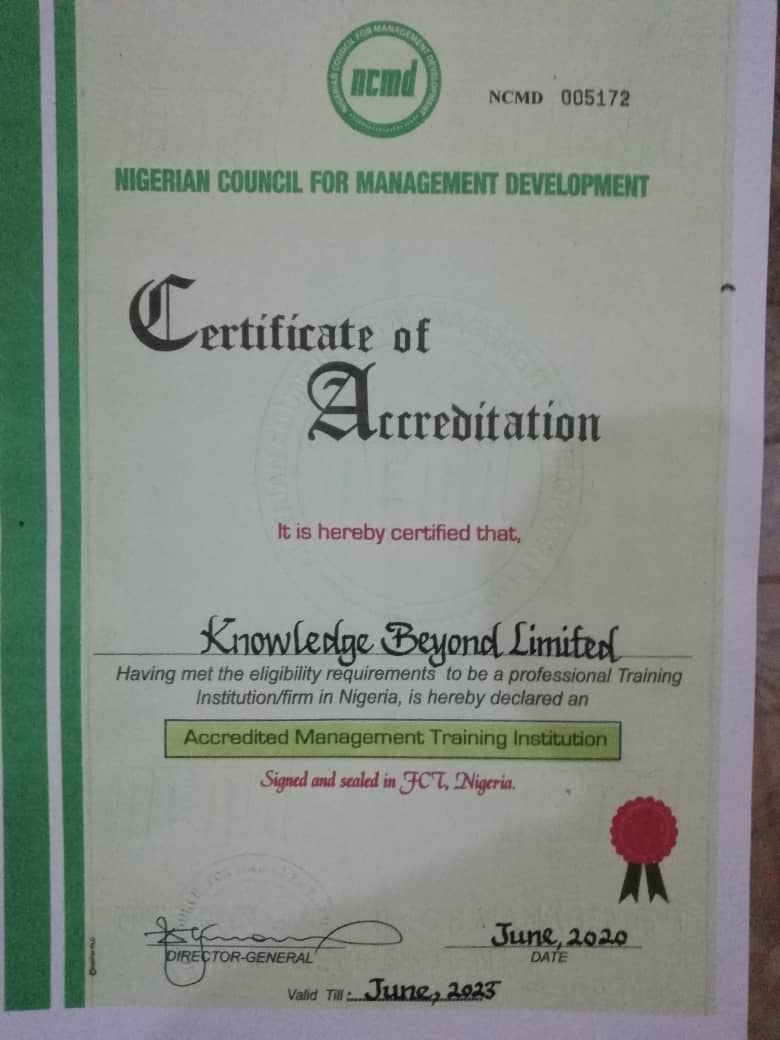 NIGERIAN COUNCIL FOR MANAGEMENT DEVELOPMENT
ncmd
NCMD 005172
NIGERIAN COUNCIL FOR MANAGEMENT DEVELOPMENT
Certificate of
Accreditation
It is hereby certified that,
Knowledge Beyond Limited
Having met the eligibility requirements to be a professional Training
Institution/firm in Nigeria, is hereby declared an
Accredited Management Training Institution
Signed and sealed in FCT, Nigeria.
June, 2020
DIRECTOR-GENERAL
DATE
Valid Till : June, 2023